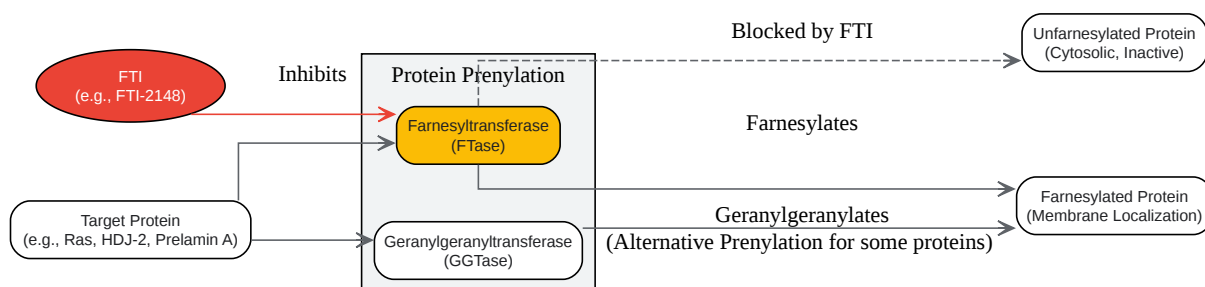 Blocked by FTI
Unfarnesylated Protein
(Cytosolic, Inactive)
FTI
(e.g., FTI-2148)
Inhibits
Protein Prenylation
Farnesyltransferase
(FTase)
Farnesylates
Target Protein
(e.g., Ras, HDJ-2, Prelamin A)
Geranylgeranyltransferase
(GGTase)
Geranylgeranylates
(Alternative Prenylation for some proteins)
Farnesylated Protein
(Membrane Localization)